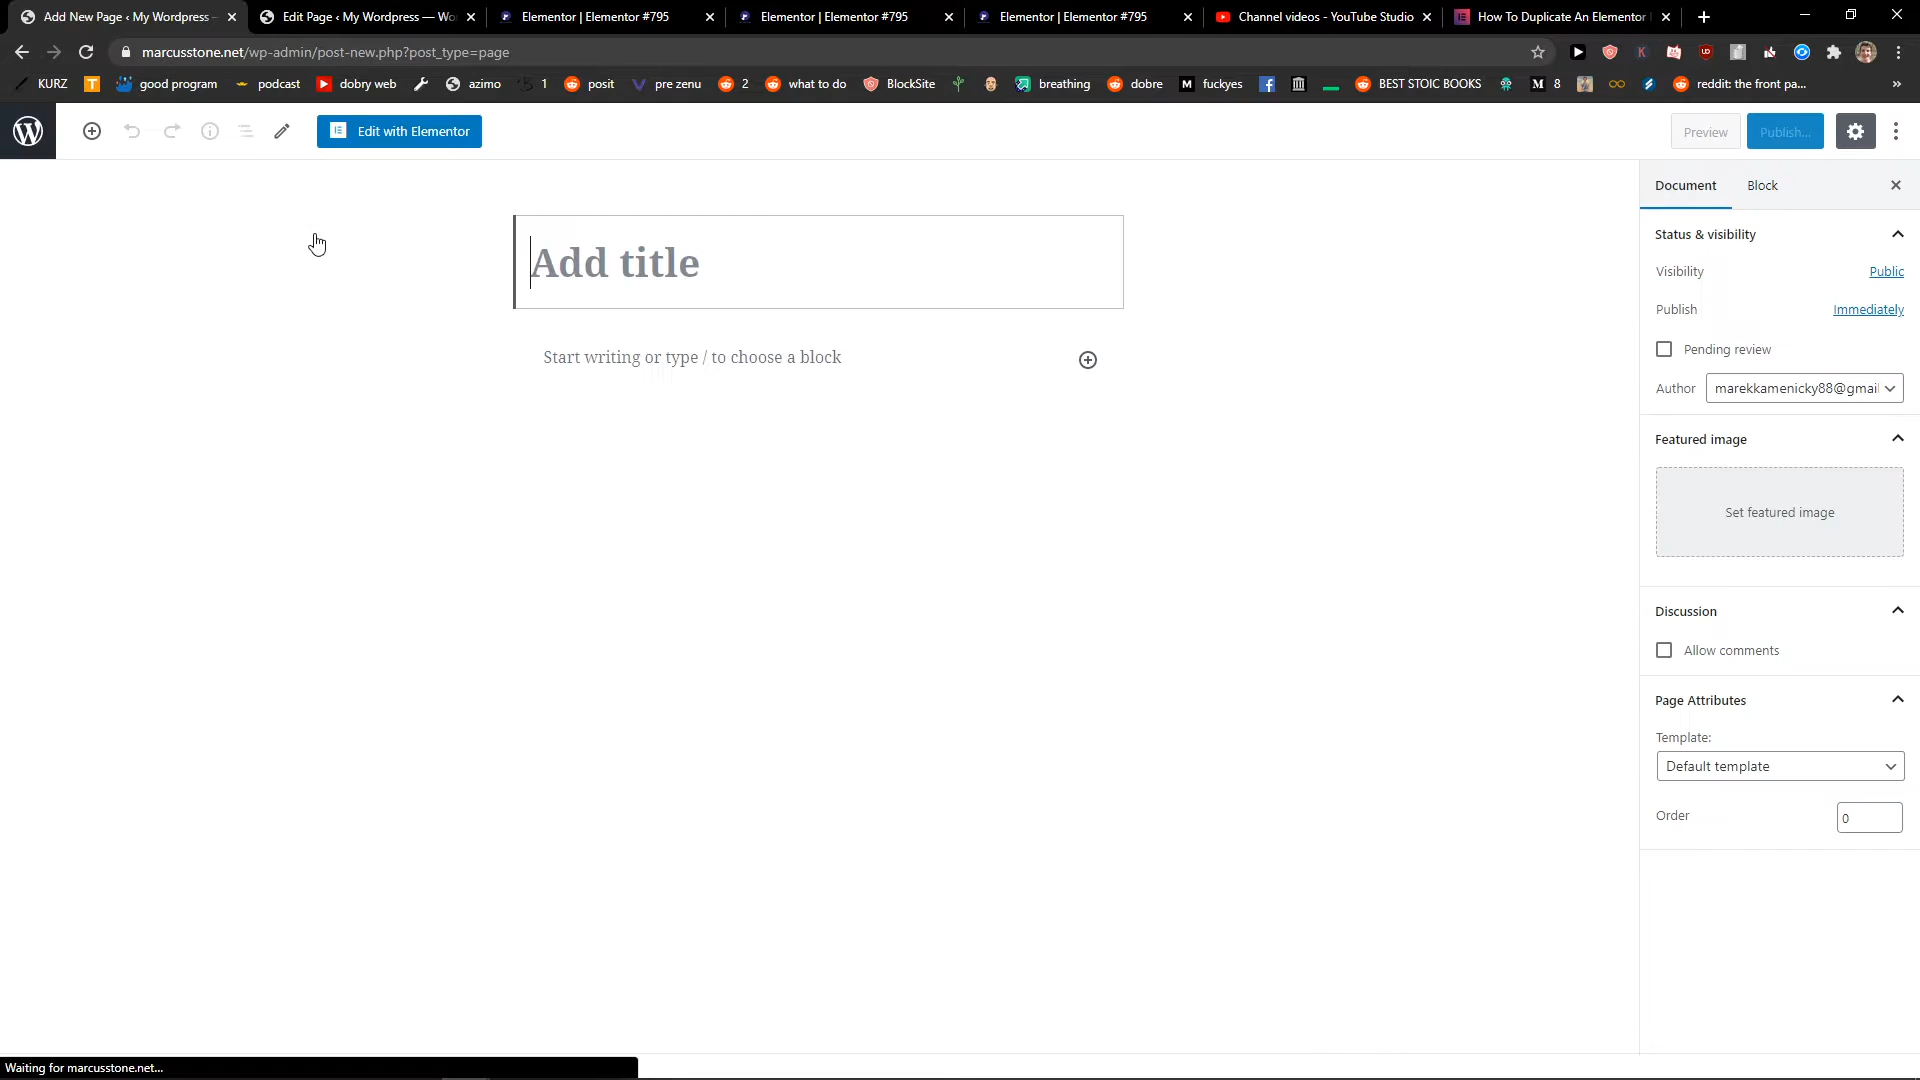 Add New Page ‹ My Wordpress –
Edit Page ‹ My Wordpress — Wo
Elementor | Elementor #795
Elementor | Elementor #795
Elementor | Elementor #795
Channel videos - YouTube Studio
How To Duplicate An Elementor
marcusstone.net/wp-admin/post-new.php?post_type=page
KURZ
good program
podcast
dobry web
azimo
1
posit
pre zenu
2
what to do
BlockSite
breathing
dobre
fuckyes
BEST STOIC BOOKS
8
reddit: the front pa...
»
Edit with Elementor
Preview
Publish...
Document
Block
Add title
Start writing or type / to choose a block
Status & visibility
Visibility
Public
Publish
Immediately
Pending review
Author
marekkamenicky88@gmail
Featured image
Set featured image
Discussion
Allow comments
Page Attributes
Template:
Default template
Order
0
Waiting for marcusstone.net...